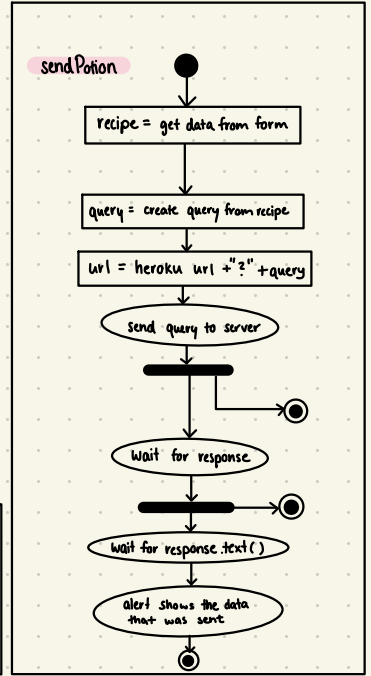 sendPotion
recipe = get data from form
query = create query from recipe
url = heroku url +"?" +query
send query to server
Wait for response
wait for response.text()
alert shows the data
that was sent